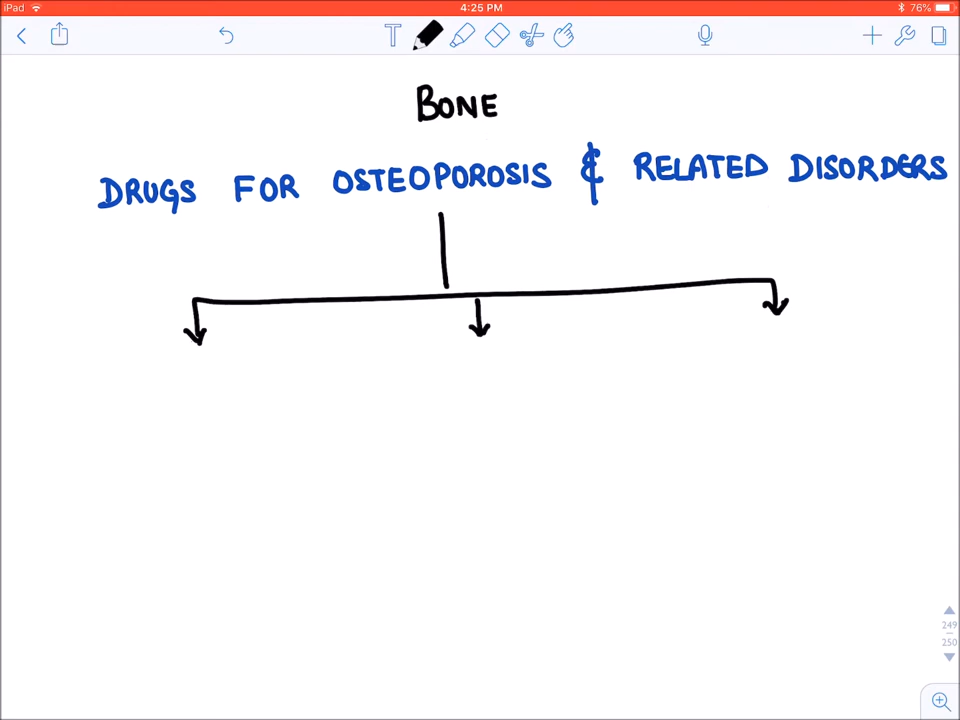 iPad 4:25 PM 76%
T
BONE
DRUGS FOR OSTEOPOROSIS & RELATED DISORDERS
249
250